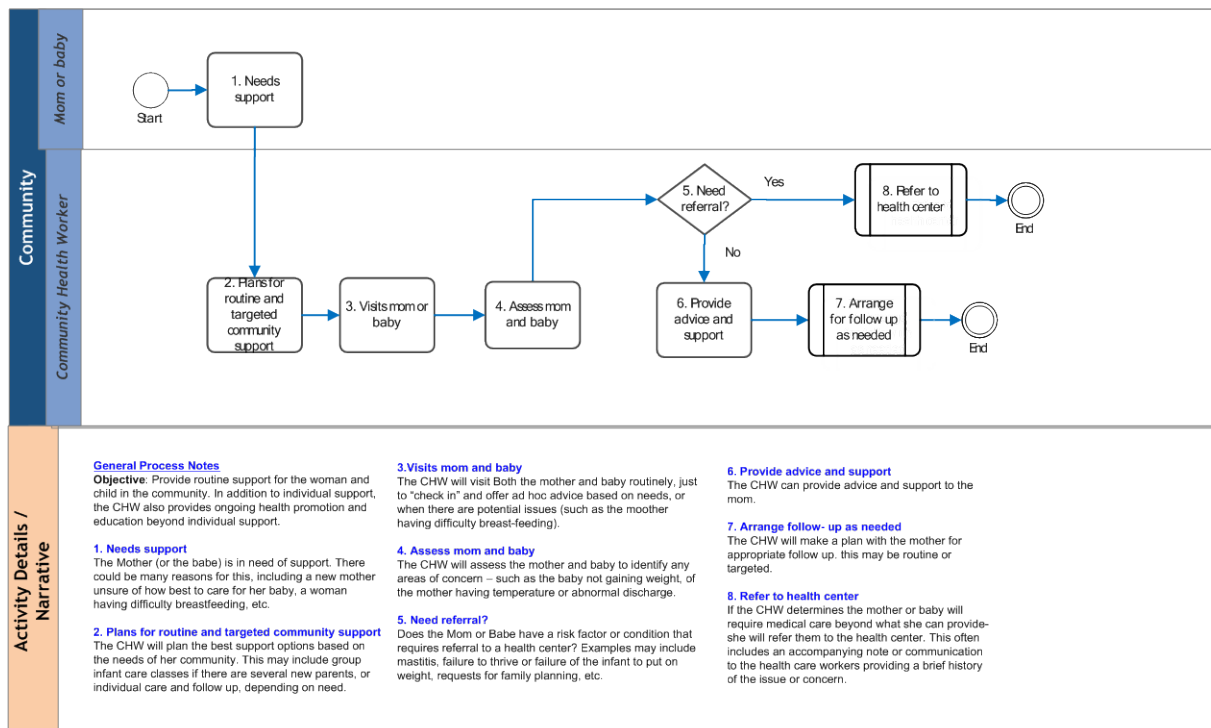 Community
Mom or baby
Start
1. Needs
support
Community Health Worker
2. Plans for
routine and
targeted
community
support
3. Visits mom or
baby
4. Assess mom
and baby
5. Need
referral?
Yes
8. Refer to
health center
End
No
6. Provide
advice and
support
7. Arrange
for follow up
as needed
End
Activity Details /
Narrative
General Process Notes
Objective: Provide routine support for the woman and
child in the community. In addition to individual support,
the CHW also provides ongoing health promotion and
education beyond individual support.
1. Needs support
The Mother (or the babe) is in need of support. There
could be many reasons for this, including a new mother
unsure of how best to care for her baby, a woman
having difficulty breastfeeding, etc.
2. Plans for routine and targeted community support
The CHW will plan the best support options based on
the needs of her community. This may include group
infant care classes if there are several new parents, or
individual care and follow up, depending on need.
3.Visits mom and baby
The CHW will visit Both the mother and baby routinely, just
to “check in” and offer ad hoc advice based on needs, or
when there are potential issues (such as the moother
having difficulty breast-feeding).
4. Assess mom and baby
The CHW will assess the mother and baby to identify any
areas of concern – such as the baby not gaining weight, of
the mother having temperature or abnormal discharge.
5. Need referral?
Does the Mom or Babe have a risk factor or condition that
requires referral to a health center? Examples may include
mastitis, failure to thrive or failure of the infant to put on
weight, requests for family planning, etc.
6. Provide advice and support
The CHW can provide advice and support to the
mom.
7. Arrange follow- up as needed
The CHW will make a plan with the mother for
appropriate follow up. this may be routine or
targeted.
8. Refer to health center
If the CHW determines the mother or baby will
require medical care beyond what she can provide-
she will refer them to the health center. This often
includes an accompanying note or communication
to the health care workers providing a brief history
of the issue or concern.